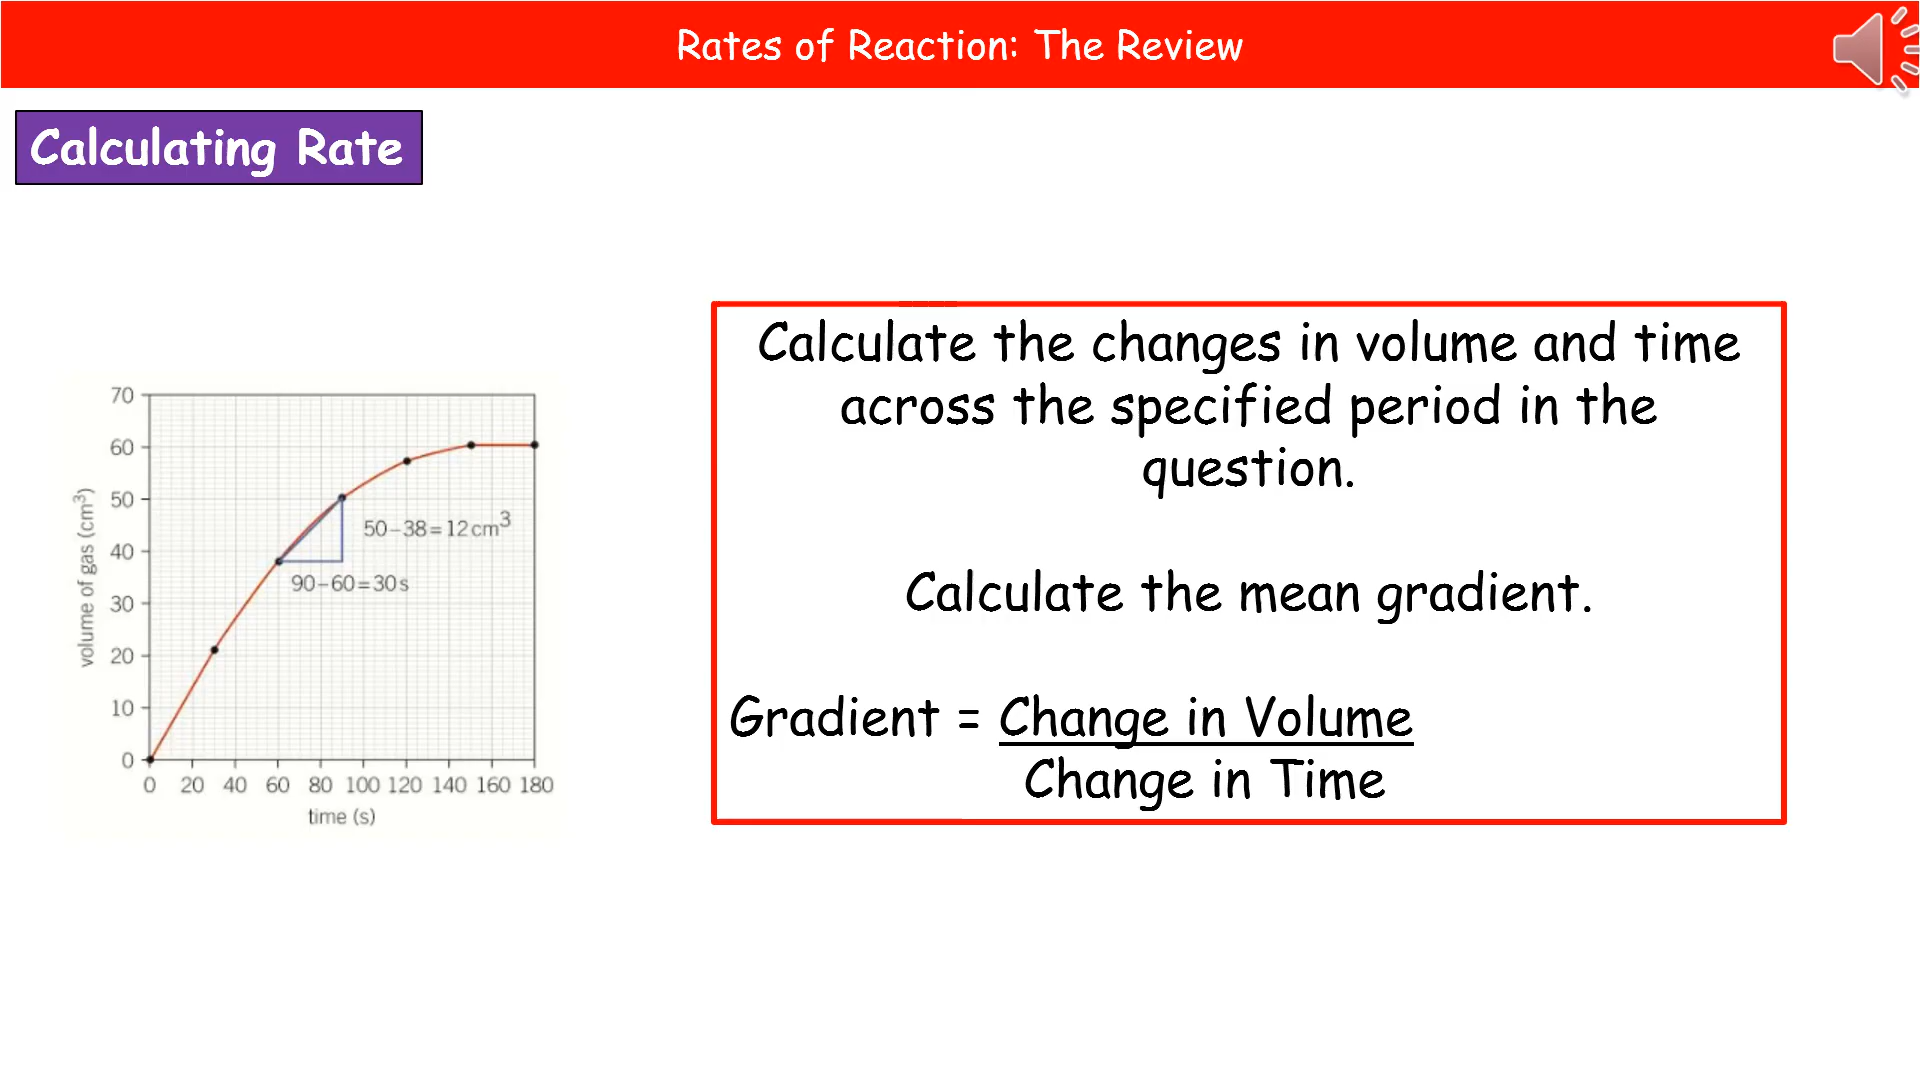 Rates of Reaction: The Review
Calculating Rate
Calculate the changes in volume and time
across the specified period in the
question.
Calculate the mean gradient.
Gradient = Change in Volume
Change in Time
70
60
50
40
30
20
10
0
volume of gas (cm³)
50–38=12cm³
90–60=30s
0 20 40 60 80 100 120 140 160 180
time (s)